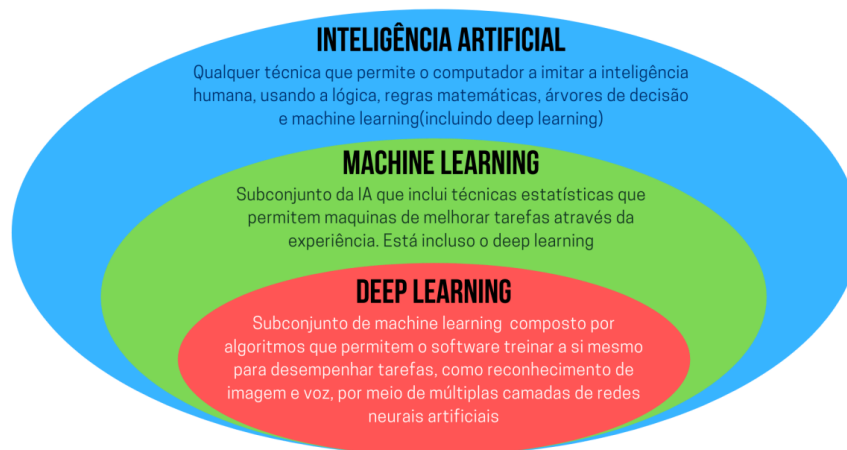 INTELIGÊNCIA ARTIFICIAL
Qualquer técnica que permite o computador a imitar a inteligência
humana, usando a lógica, regras matemáticas, árvores de decisão
e machine learning(incluindo deep learning)
MACHINE LEARNING
Subconjunto da IA que inclui técnicas estatísticas que
permitem maquinas de melhorar tarefas através da
experiência. Está incluso o deep learning
DEEP LEARNING
Subconjunto de machine learning composto por
algoritmos que permitem o software treinar a si mesmo
para desempenhar tarefas, como reconhecimento de
imagem e voz, por meio de múltiplas camadas de redes
neurais artificiais